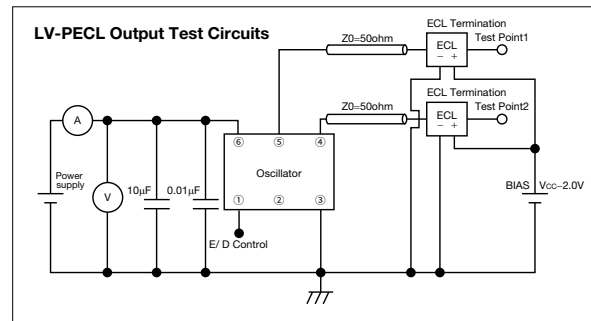 LV-PECL Output Test Circuits
Z0=50ohm
ECL Termination
ECL
− +
Test Point1
Z0=50ohm
ECL Termination
ECL
− +
Test Point2
A
Power
supply
V
10μF
0.01μF
⑥ ⑤ ④
Oscillator
① ② ③
E/ D Control
BIAS
Vcc−2.0V